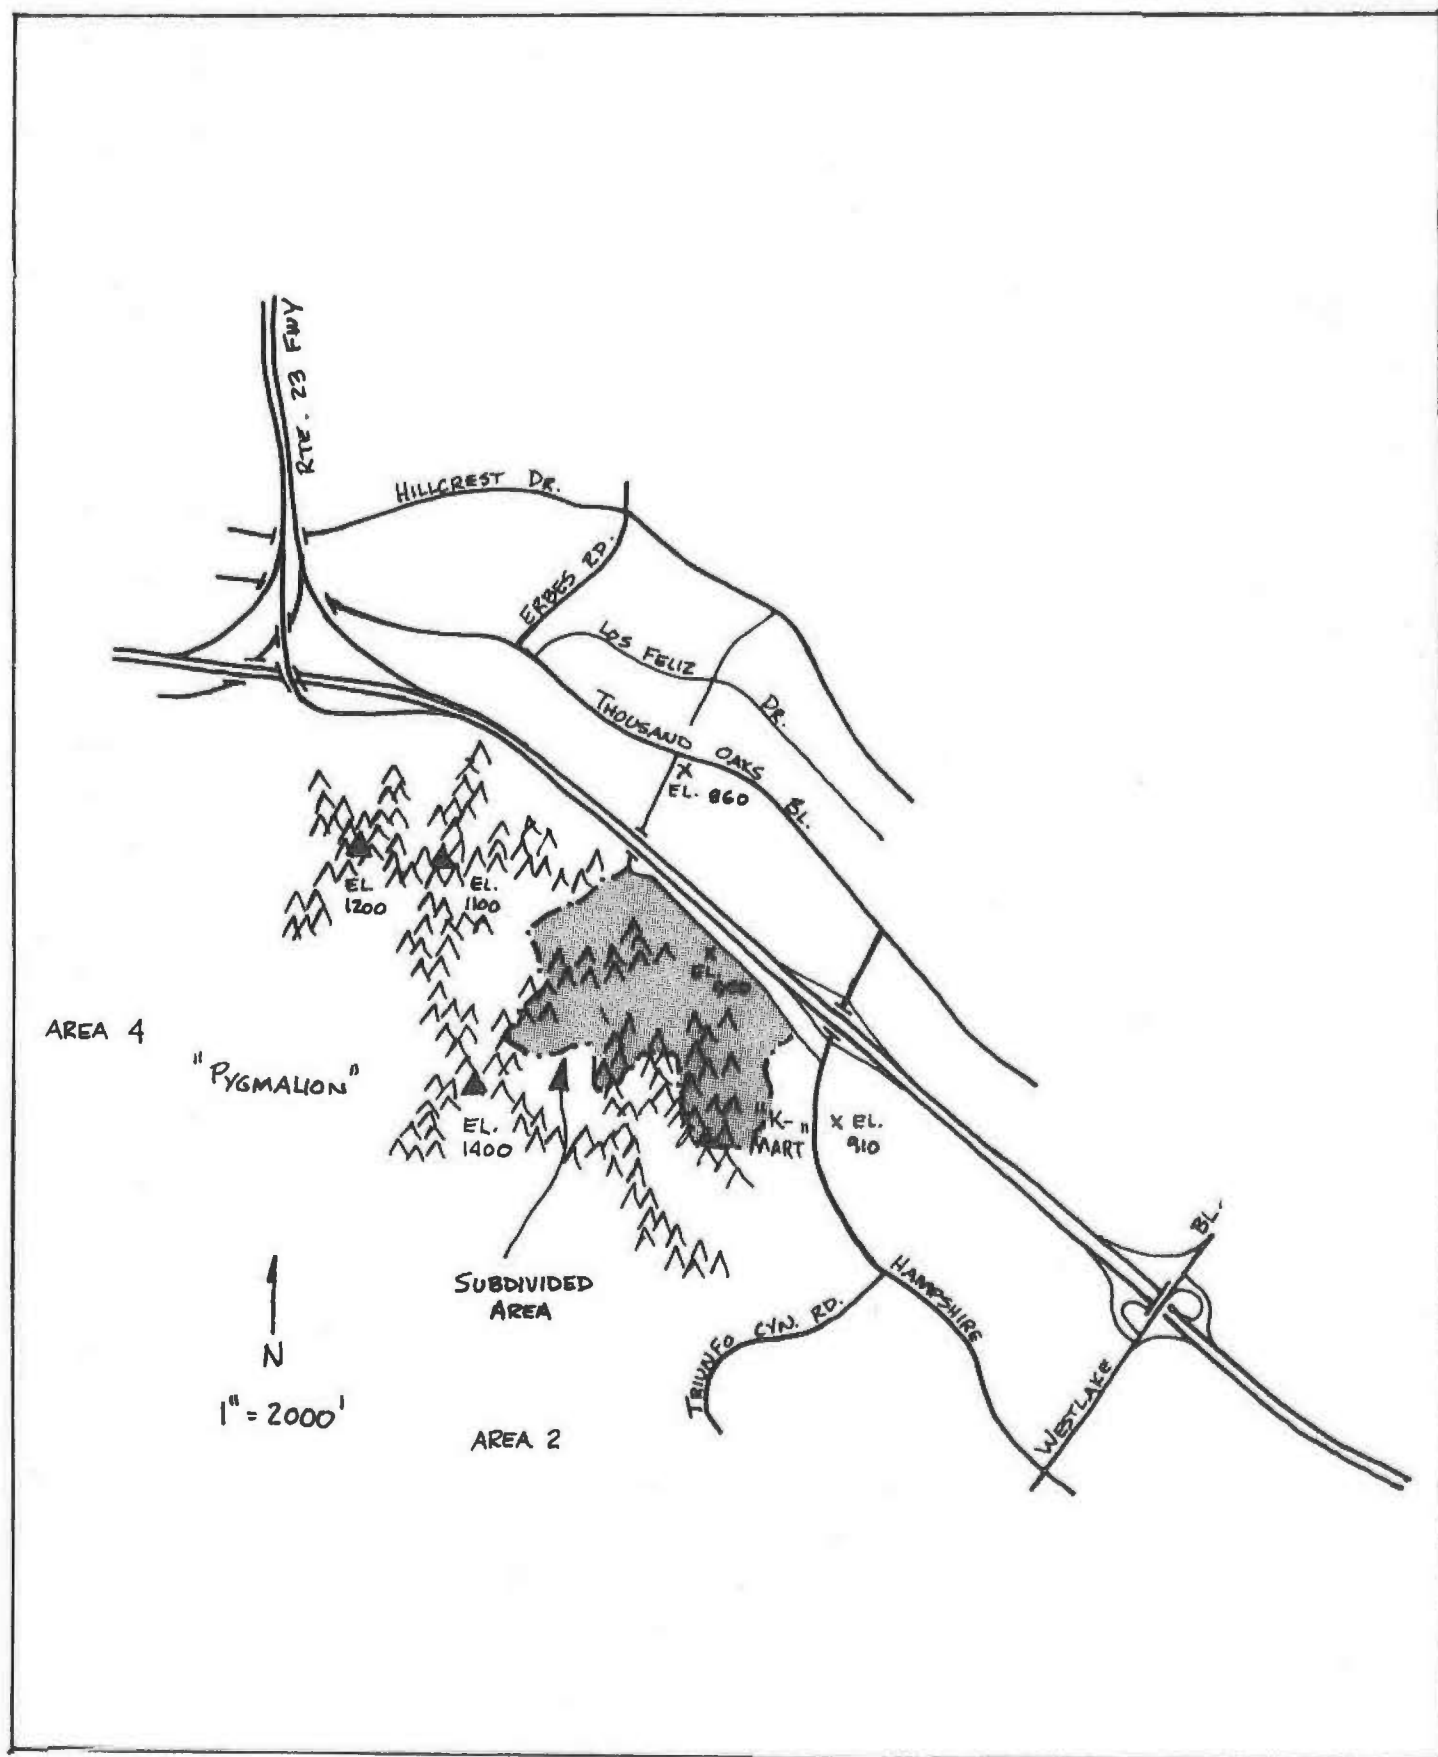 RTE. 23 FWY
HILLCREST DR.
ERBES RD.
LOS FELIZ DR.
THOUSAND OAKS BL.
X
EL. 860
EL.
1200
EL.
1100
X
EL.
AREA 4
"PYGMALION"
EL.
1400
"K-"
MART
X EL.
910
SUBDIVIDED
AREA
N
1" = 2000'
AREA 2
TRIUNFO CYN. RD.
HAMPSHIRE
WESTLAKE BL.